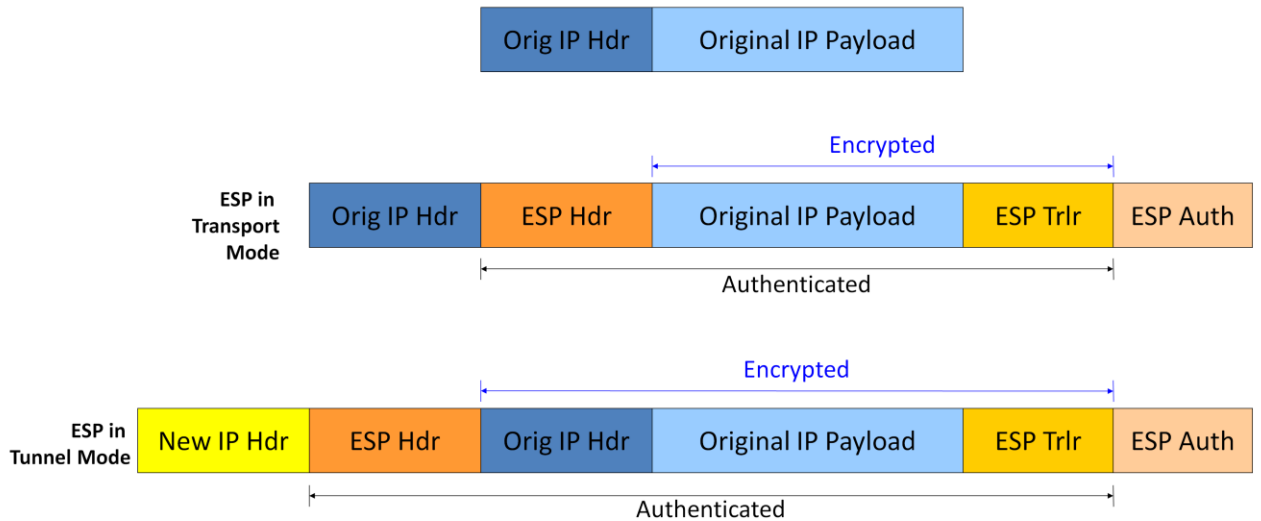 Orig IP Hdr
Original IP Payload
Encrypted
ESP in
Transport
Mode
Orig IP Hdr
ESP Hdr
Original IP Payload
ESP Trlr
ESP Auth
Authenticated
Encrypted
ESP in
Tunnel Mode
New IP Hdr
ESP Hdr
Orig IP Hdr
Original IP Payload
ESP Trlr
ESP Auth
Authenticated